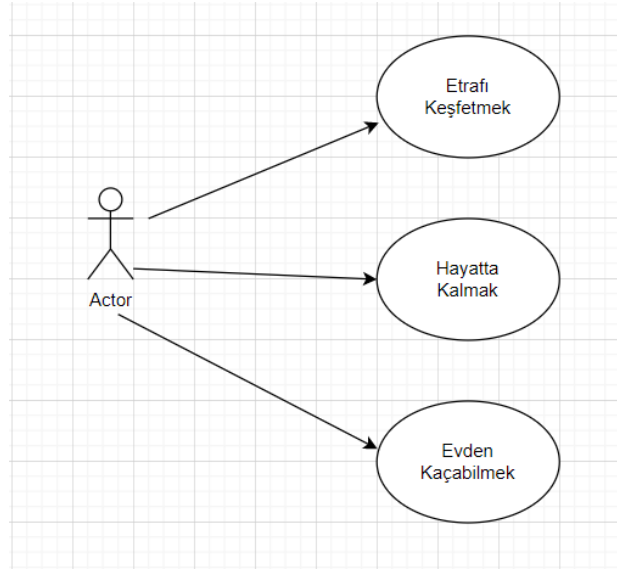 Etrafı
Keşfetmek
Actor
Hayatta
Kalmak
Evden
Kaçabilmek